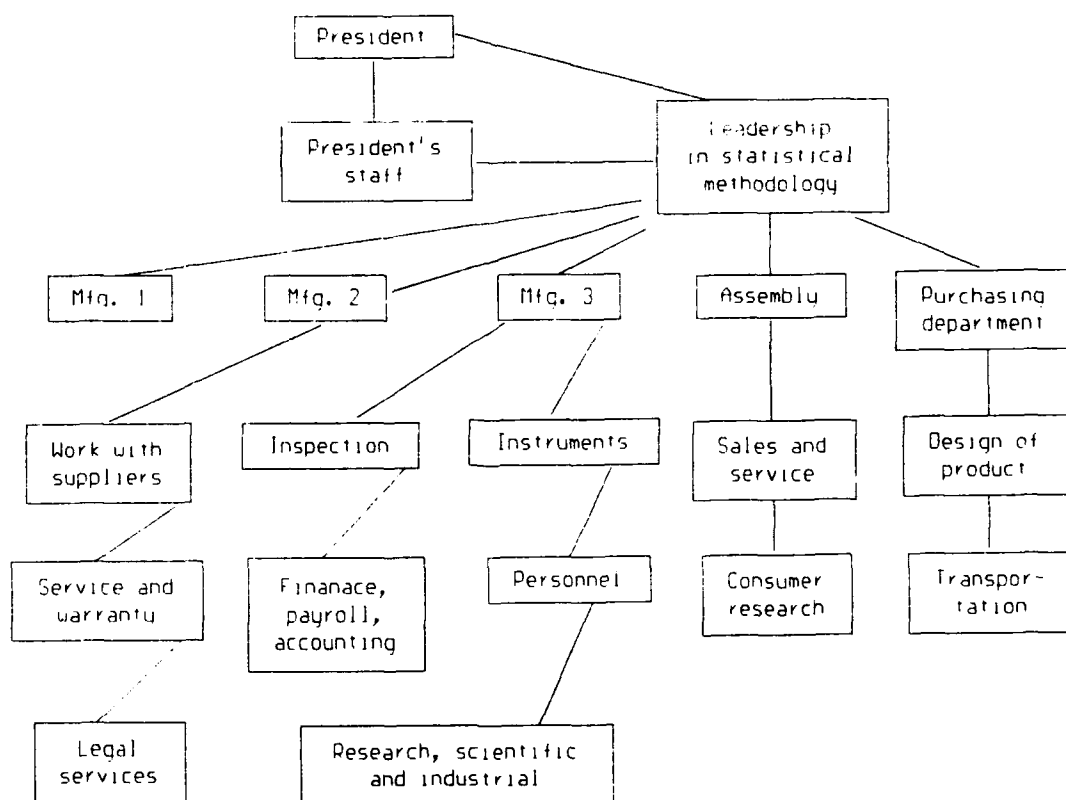 President
Leadership
in statistical
methodology
President's
staff
Mfg. 1
Mfg. 2
Mfg. 3
Assembly
Purchasing
department
Work with
suppliers
Inspection
Instruments
Sales and
service
Design of
product
Service and
warranty
Finanace,
payroll,
accounting
Personnel
Consumer
research
Transpor-
tation
Legal
services
Research, scientific
and industrial